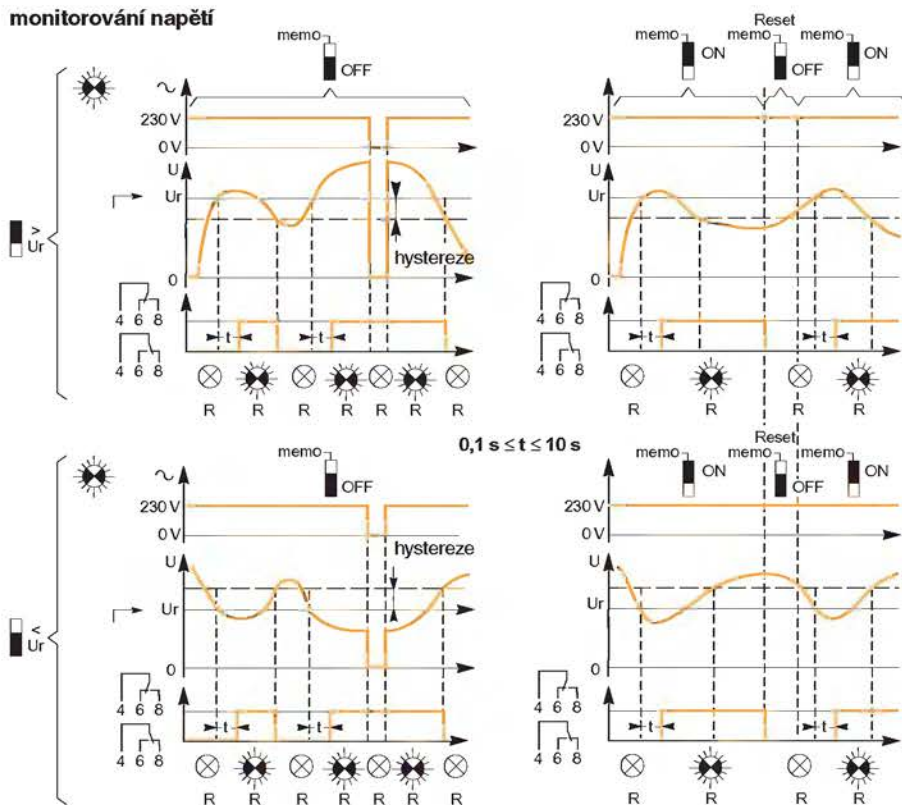 monitorování napětí
memo
OFF
Reset
memo ON memo OFF memo ON
~
230 V
0 V
U
Ur
hystereze
0
> Ur
4 6 8
4 6 8
t t
R R R R R R
230 V
0 V
U
Ur
0
4 6 8
4 6 8
t t
R R R R
0,1 s ≤ t ≤ 10 s
memo
OFF
Reset
memo ON memo OFF memo ON
~
230 V
0 V
hystereze
U
Ur
0
< Ur
4 6 8
4 6 8
t t
R R R R R R
230 V
0 V
U
Ur
0
4 6 8
4 6 8
t t
R R R R